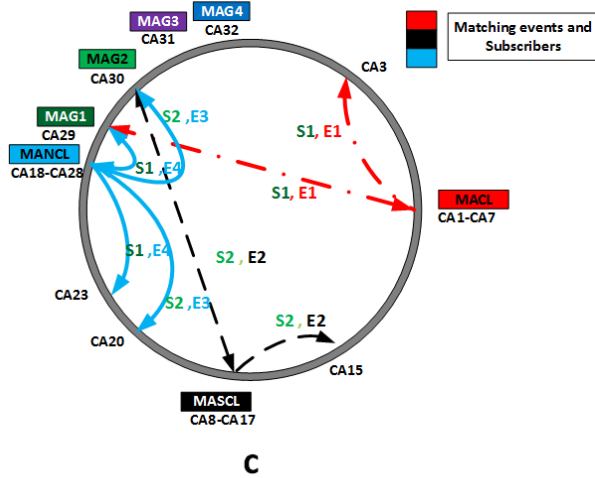 MAG3
MAG4
CA31
CA32
MAG2
CA30
MAG1
CA29
MANCL
CA18-CA28
CA3
Matching events and
Subscribers
S2 ,E3
S1, E1
S1 ,E4
S1, E1
MACL
CA1-CA7
S1 ,E4
S2 , E2
CA23
S2 ,E3
CA20
S2 , E2
CA15
MASCL
CA8-CA17
C